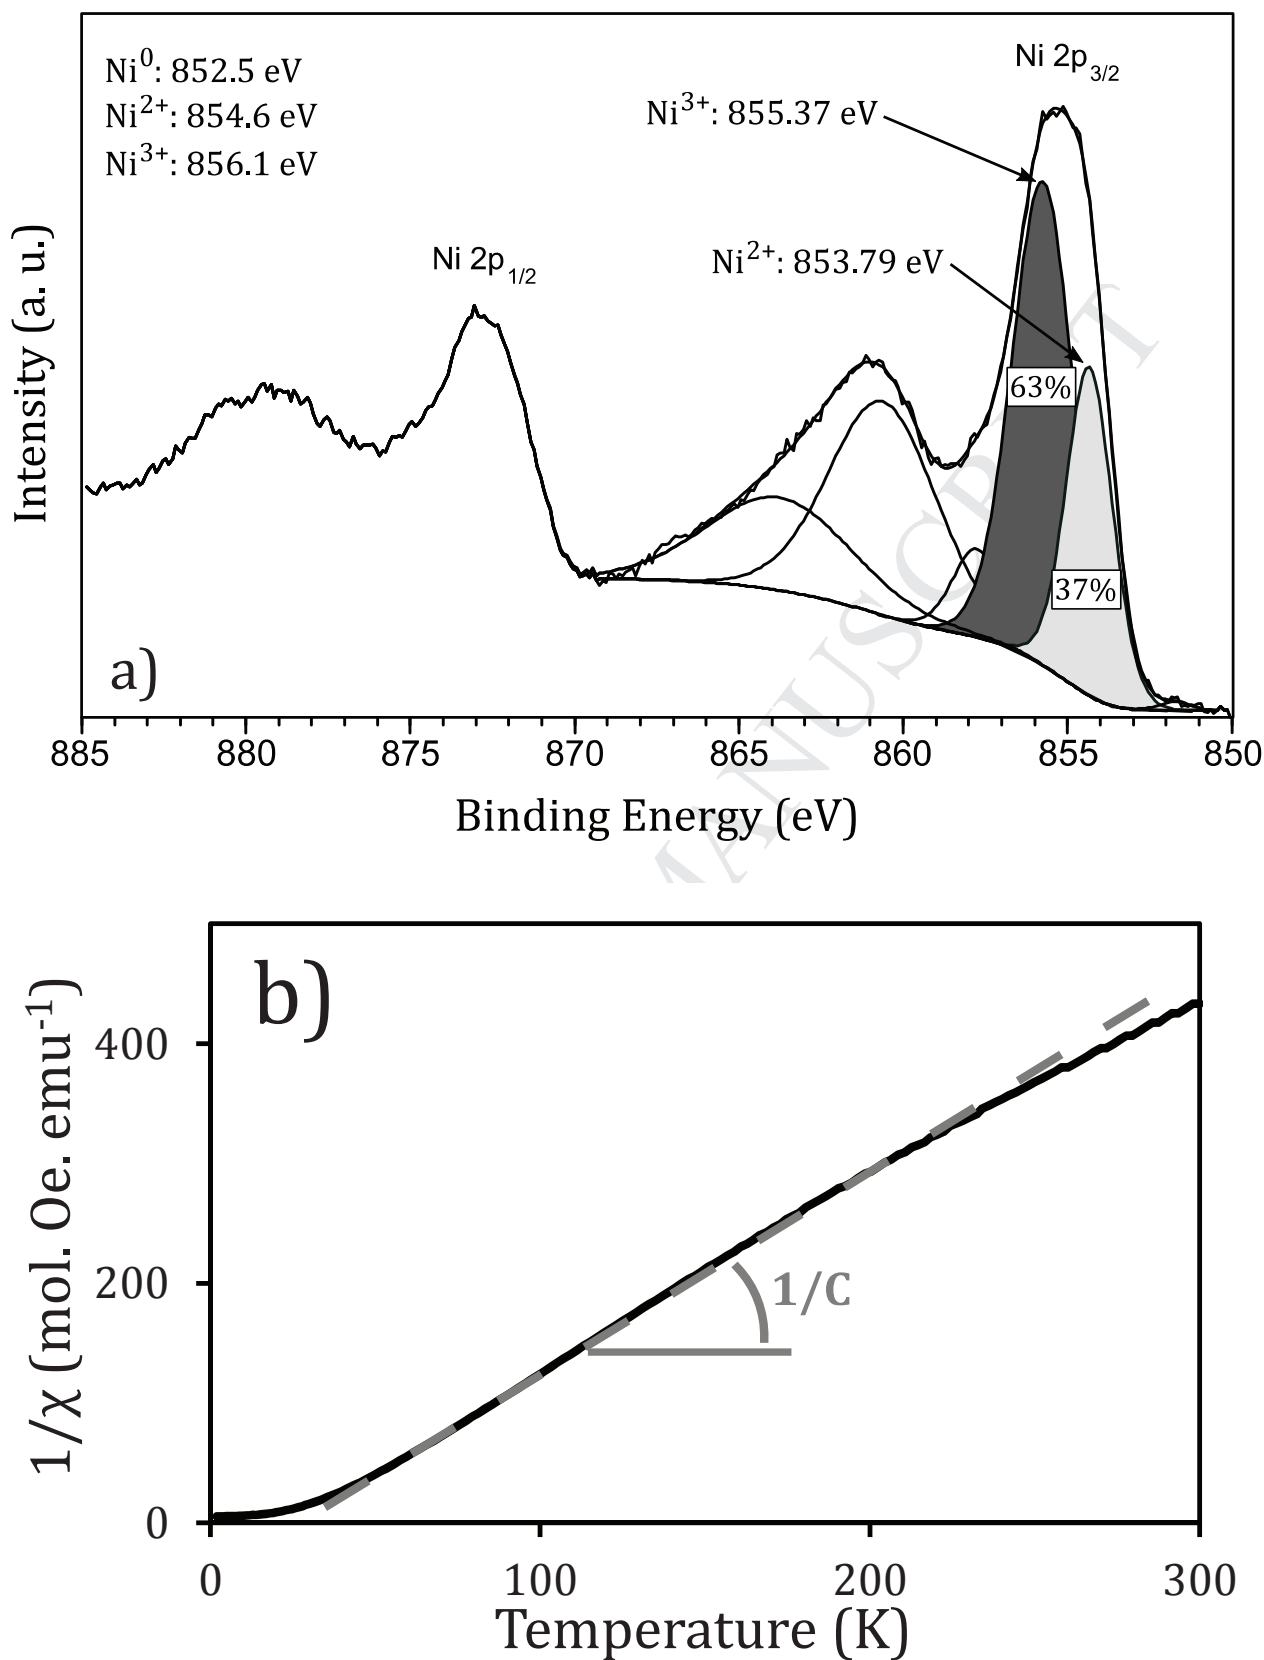 Ni⁰: 852.5 eV
Ni²⁺: 854.6 eV
Ni³⁺: 856.1 eV
Ni 2p₃/₂
Ni³⁺: 855.37 eV
Ni 2p₁/₂
Ni²⁺: 853.79 eV
63%
37%
Intensity (a. u.)
a)
885 880 875 870 865 860 855 850
Binding Energy (eV)
MANUSCRIPT
b)
1/χ (mol. Oe. emu⁻¹)
400
200
0
1/C
0 100 200 300
Temperature (K)